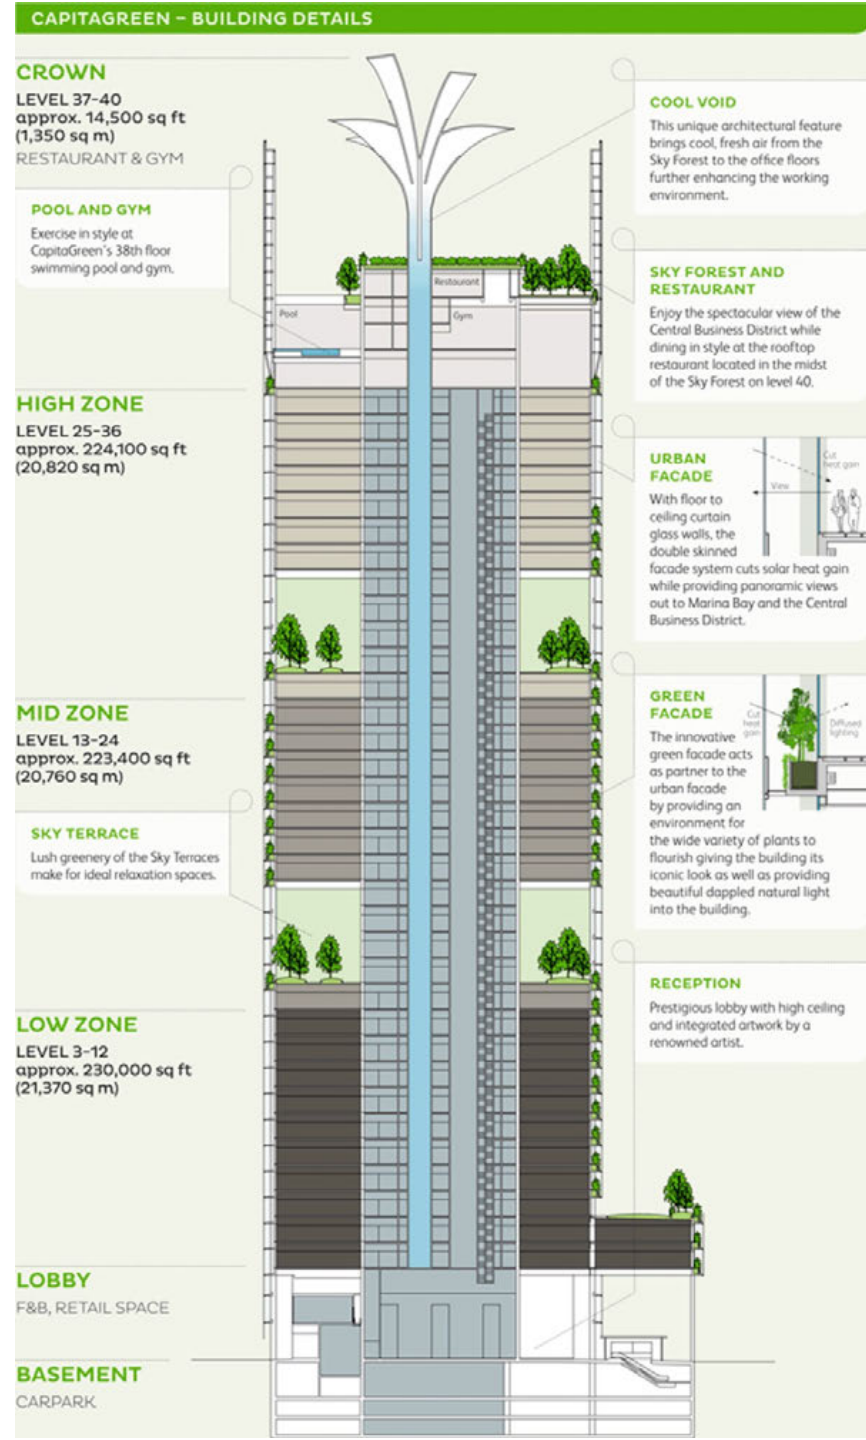 CAPITAGREEN – BUILDING DETAILS
CROWN
LEVEL 37-40
approx. 14,500 sq ft
(1,350 sq m)
RESTAURANT & GYM
POOL AND GYM
Exercise in style at
CapitaGreen's 38th floor
swimming pool and gym.
HIGH ZONE
LEVEL 25-36
approx. 224,100 sq ft
(20,820 sq m)
MID ZONE
LEVEL 13-24
approx. 223,400 sq ft
(20,760 sq m)
SKY TERRACE
Lush greenery of the Sky Terraces
make for ideal relaxation spaces.
LOW ZONE
LEVEL 3-12
approx. 230,000 sq ft
(21,370 sq m)
LOBBY
F&B, RETAIL SPACE
BASEMENT
CARPARK
Restaurant
Pool
Gym
COOL VOID
This unique architectural feature
brings cool, fresh air from the
Sky Forest to the office floors
further enhancing the working
environment.
SKY FOREST AND
RESTAURANT
Enjoy the spectacular view of the
Central Business District while
dining in style at the rooftop
restaurant located in the midst
of the Sky Forest on level 40.
URBAN
FACADE
With floor to
ceiling curtain
glass walls, the
double skinned
facade system cuts solar heat gain
while providing panoramic views
out to Marina Bay and the Central
Business District.
Cut
heat gain
View
GREEN
FACADE
The innovative
green facade acts
as partner to the
urban facade
by providing an
environment for
the wide variety of plants to
flourish giving the building its
iconic look as well as providing
beautiful dappled natural light
into the building.
Cut
heat
gain
Diffused
lighting
RECEPTION
Prestigious lobby with high ceiling
and integrated artwork by a
renowned artist.